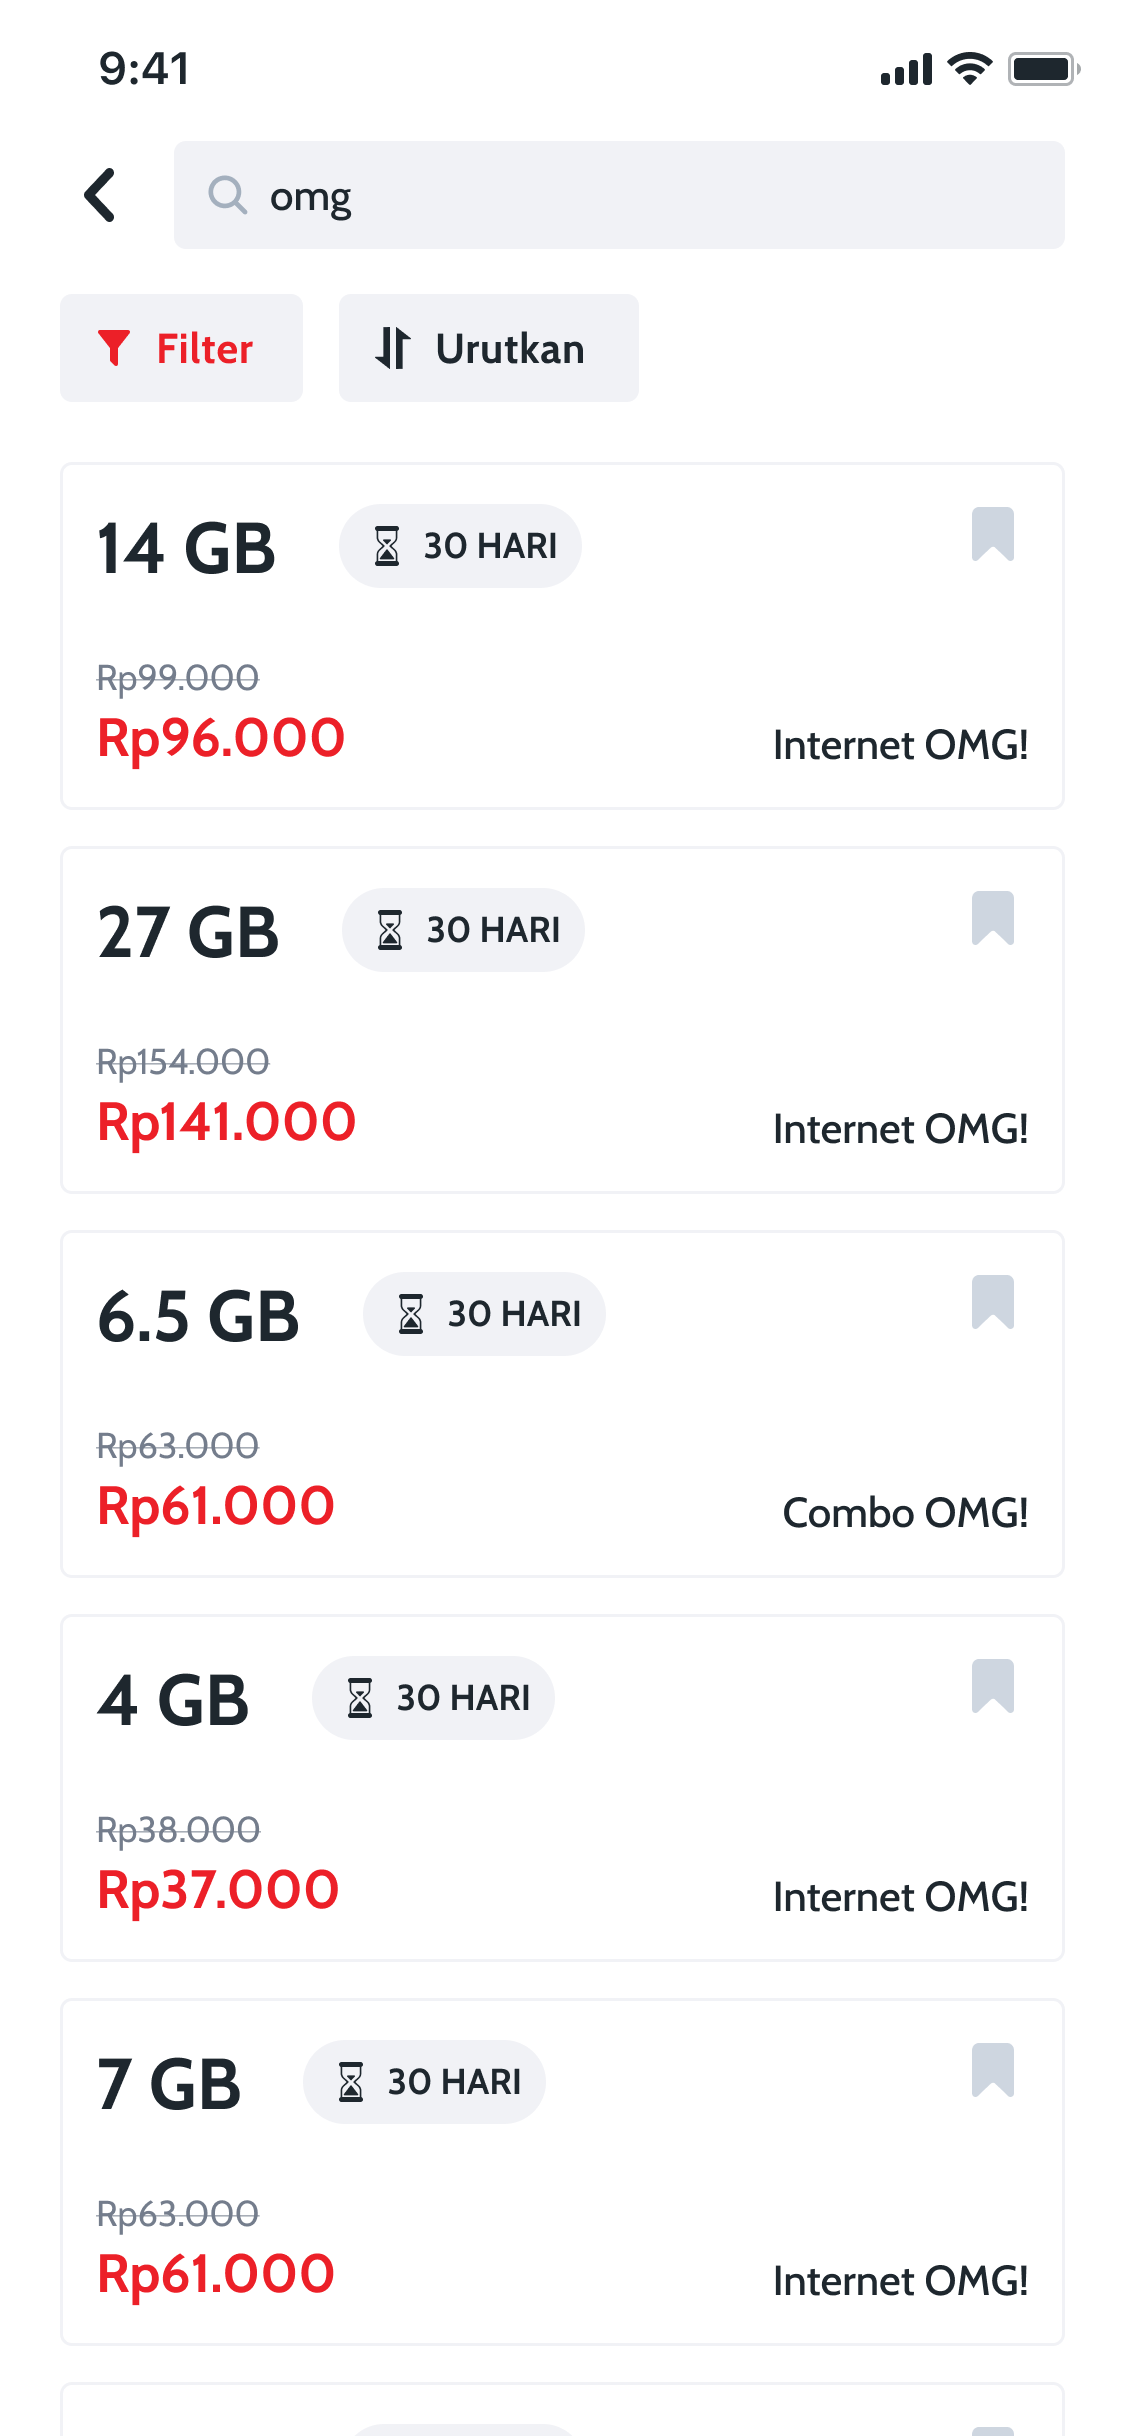 9:41
omg
Filter
Urutkan
14 GB
30 HARI
Rp99.000
Rp96.000
Internet OMG!
27 GB
30 HARI
Rp154.000
Rp141.000
Internet OMG!
6.5 GB
30 HARI
Rp63.000
Rp61.000
Combo OMG!
4 GB
30 HARI
Rp38.000
Rp37.000
Internet OMG!
7 GB
30 HARI
Rp63.000
Rp61.000
Internet OMG!